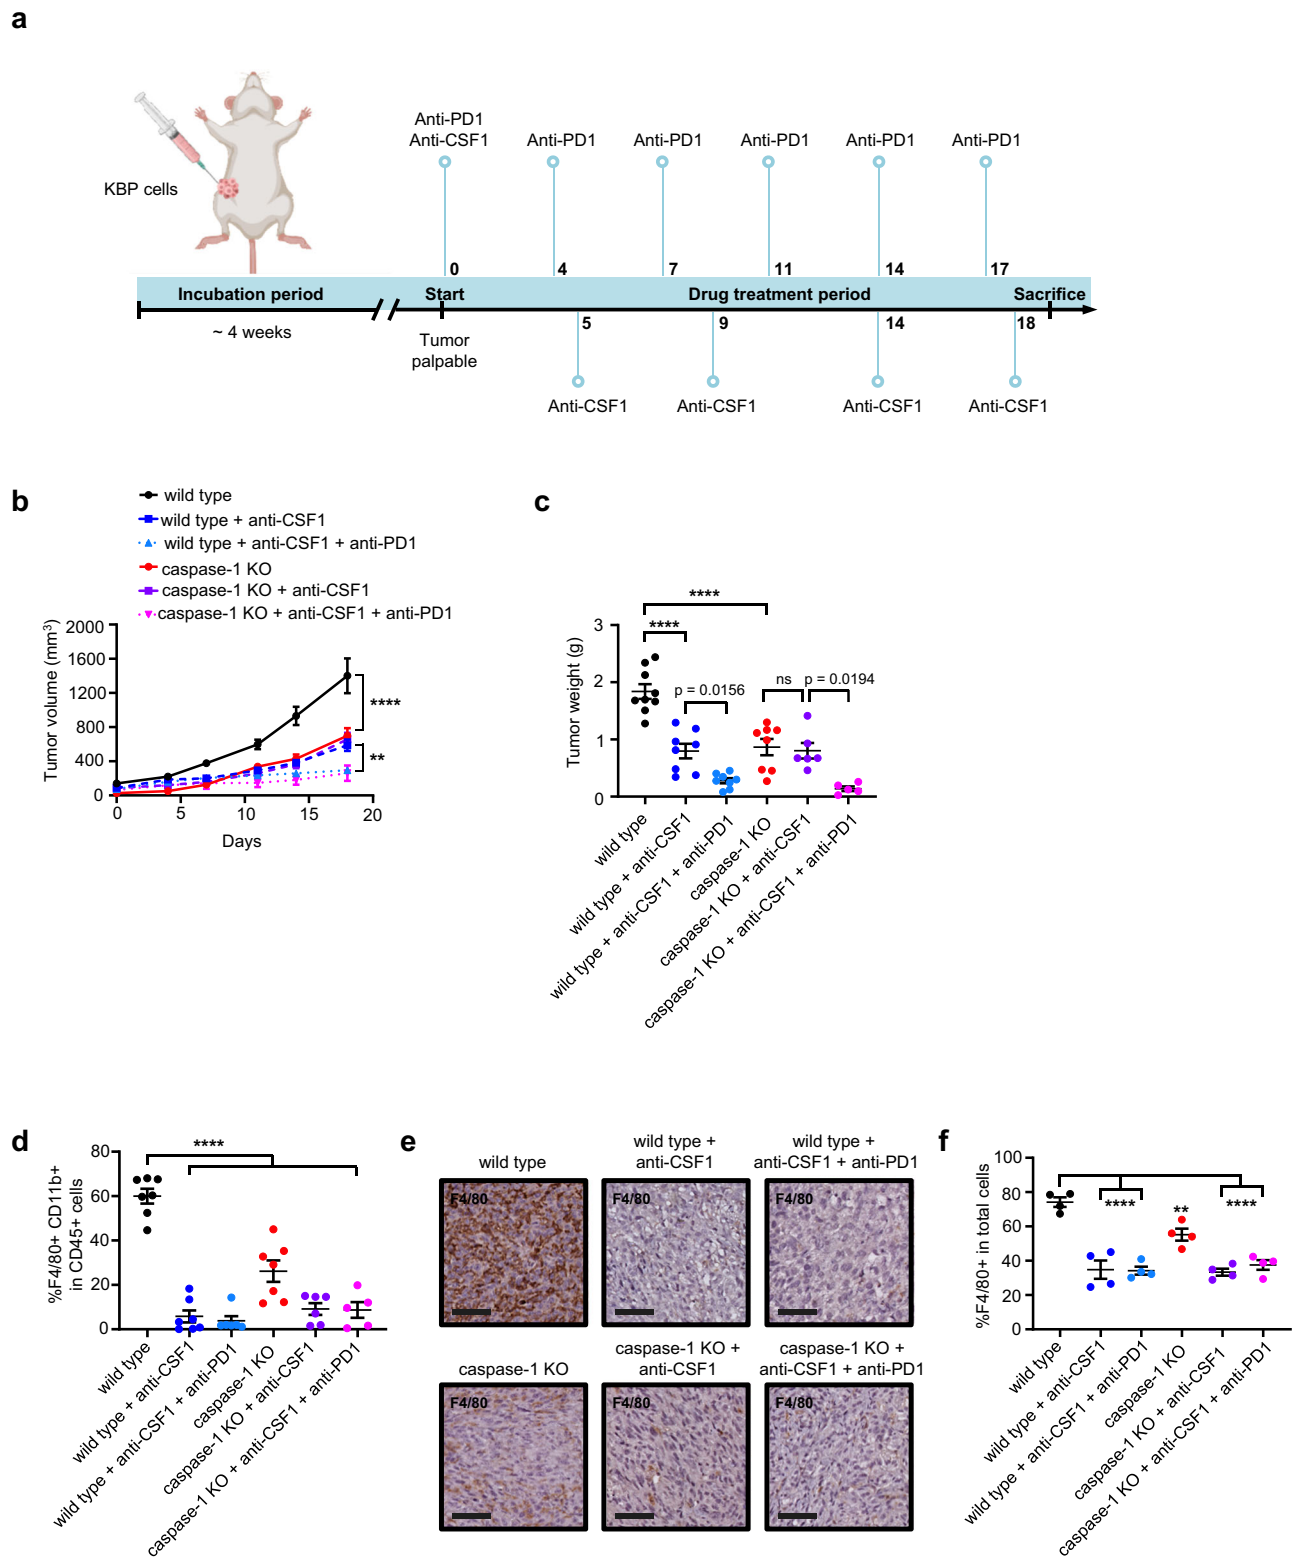 a
Anti-PD1
Anti-CSF1
Anti-PD1
Anti-PD1
Anti-PD1
Anti-PD1
Anti-PD1
KBP cells
0
4
7
11
14
17
Incubation period
Start
Drug treatment period
Sacrifice
~ 4 weeks
Tumor
palpable
5
9
14
18
Anti-CSF1
Anti-CSF1
Anti-CSF1
Anti-CSF1
b
wild type
wild type + anti-CSF1
wild type + anti-CSF1 + anti-PD1
caspase-1 KO
caspase-1 KO + anti-CSF1
caspase-1 KO + anti-CSF1 + anti-PD1
Tumor volume (mm³)
2000
1600
1200
800
400
0
****
**
0
5
10
15
20
Days
c
Tumor weight (g)
3
2
1
0
****
****
p = 0.0156
ns
p = 0.0194
wild type
wild type + anti-CSF1
wild type + anti-CSF1 + anti-PD1
caspase-1 KO
caspase-1 KO + anti-CSF1
caspase-1 KO + anti-CSF1 + anti-PD1
d
%F4/80+ CD11b+
in CD45+ cells
80
60
40
20
0
****
wild type
wild type + anti-CSF1
wild type + anti-CSF1 + anti-PD1
caspase-1 KO
caspase-1 KO + anti-CSF1
caspase-1 KO + anti-CSF1 + anti-PD1
e
wild type
wild type +
anti-CSF1
wild type +
anti-CSF1 + anti-PD1
F4/80
F4/80
F4/80
caspase-1 KO
caspase-1 KO +
anti-CSF1
caspase-1 KO +
anti-CSF1 + anti-PD1
F4/80
F4/80
F4/80
f
%F4/80+ in total cells
100
80
60
40
20
0
****
**
****
wild type
wild type + anti-CSF1
wild type + anti-CSF1 + anti-PD1
caspase-1 KO
caspase-1 KO + anti-CSF1
caspase-1 KO + anti-CSF1 + anti-PD1